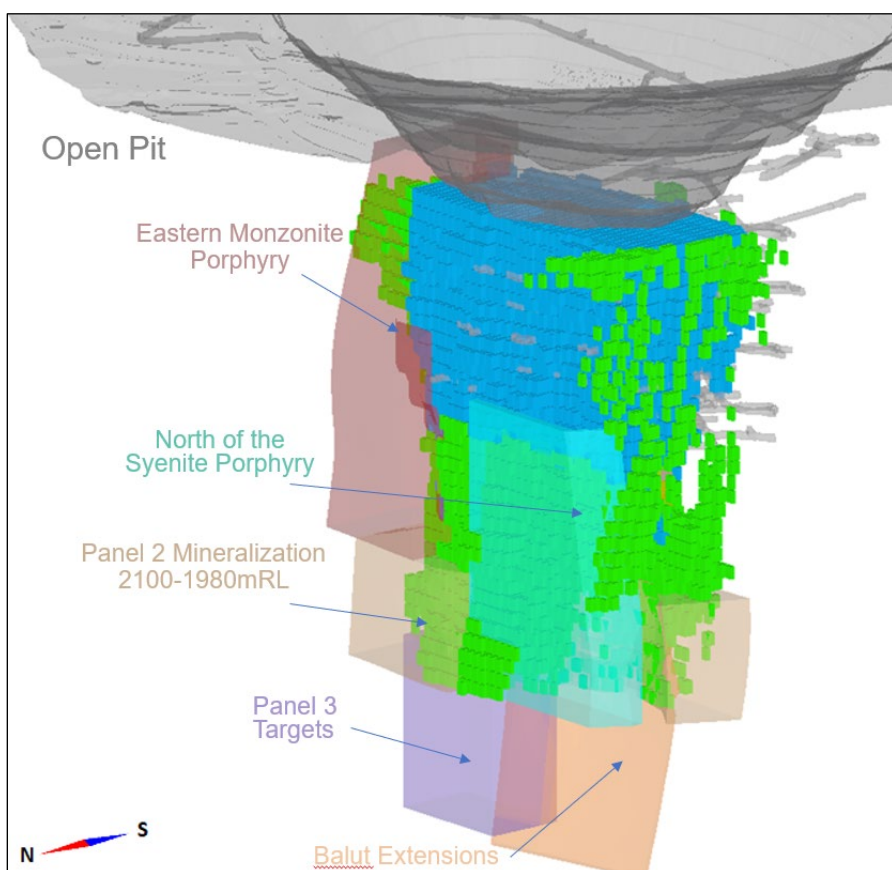 Open Pit
Eastern Monzonite
Porphyry
North of the
Syenite Porphyry
Panel 2 Mineralization
2100-1980mRL
Panel 3
Targets
Balut Extensions
N
S